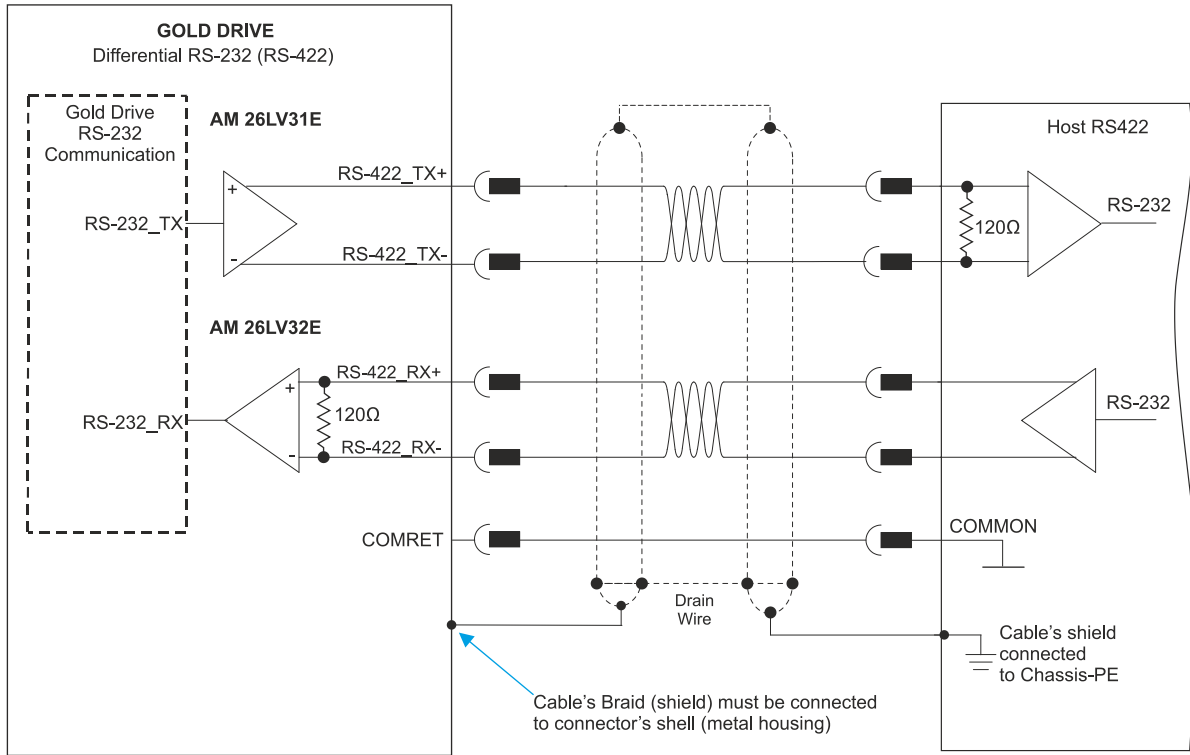 GOLD DRIVE
Differential RS-232 (RS-422)
Gold Drive
RS-232
Communication
AM 26LV31E
RS-422_TX+
RS-232_TX
+
-
RS-422_TX-
AM 26LV32E
RS-422_RX+
+
120Ω
RS-232_RX
-
RS-422_RX-
COMRET
Drain
Wire
Host RS422
120Ω
RS-232
RS-232
COMMON
Cable's shield
connected
to Chassis-PE
Cable's Braid (shield) must be connected
to connector's shell (metal housing)